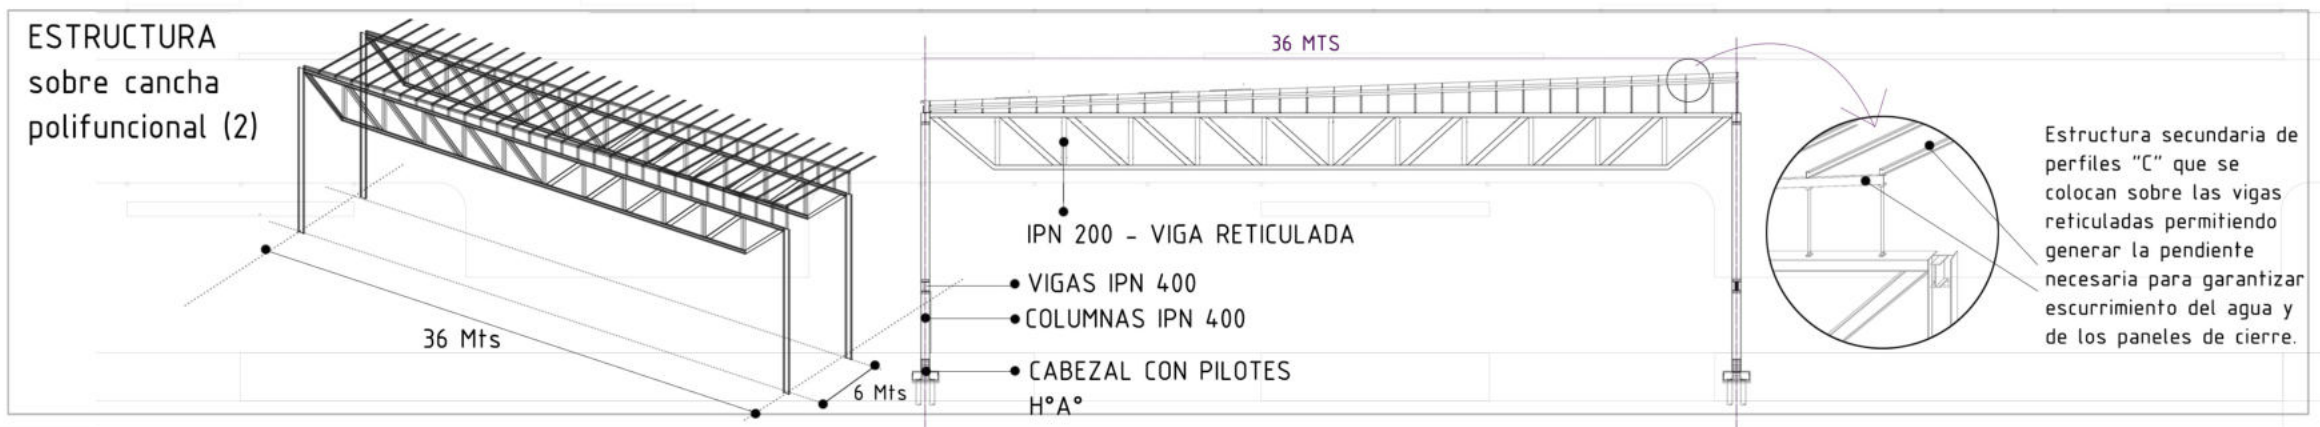 ESTRUCTURA
sobre cancha
polifuncional (2)
36 Mts
6 Mts
36 MTS
IPN 200 - VIGA RETICULADA
VIGAS IPN 400
COLUMNAS IPN 400
CABEZAL CON PILOTES
H°A°
Estructura secundaria de
perfiles "C" que se
colocan sobre las vigas
reticuladas permitiendo
generar la pendiente
necesaria para garantizar
escurrimiento del agua y
de los paneles de cierre.